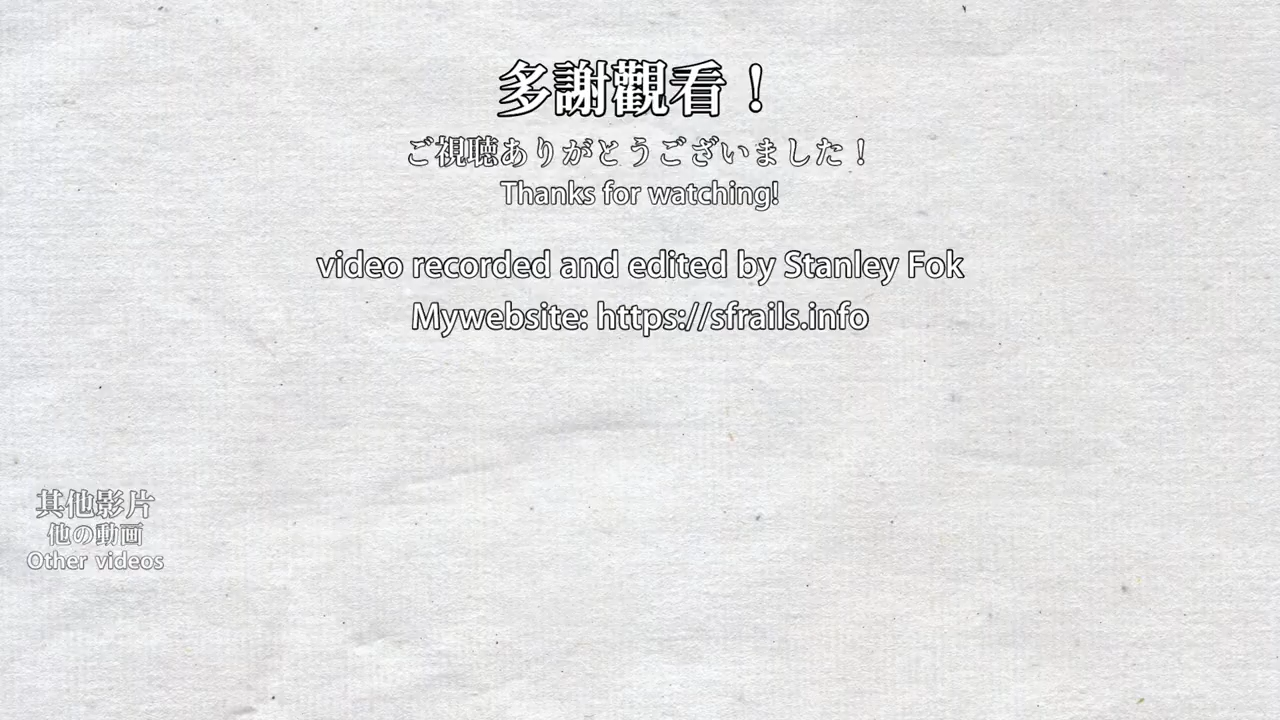 多謝觀看！
ご視聴ありがとうございました！
Thanks for watching!
video recorded and edited by Stanley Fok
Mywebsite: https://sfrails.info
其他影片
他の動画
Other videos